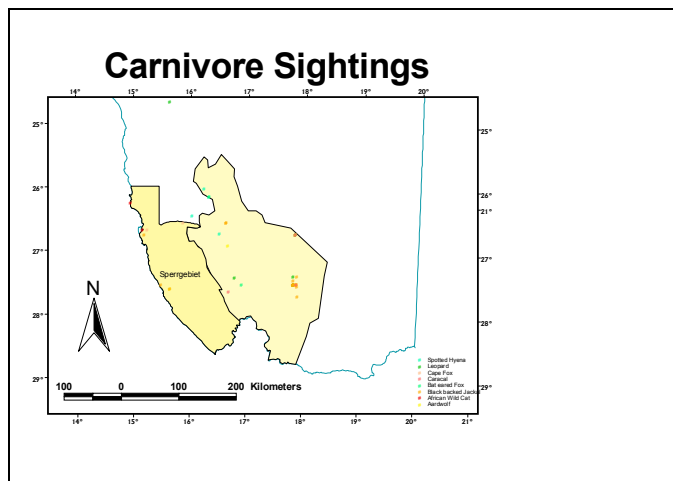 Carnivore Sightings
14° 15° 16° 17° 18° 20°
25° 25°
26° 26°
21°
27° 27°
Sperrgebiet
N
28° 28°
29° 29°
100 0 100 200 Kilometers
Spotted Hyena
Leopard
Cape Fox
Caracal
Bat eared Fox
Black backed Jackal
African Wild Cat
Aardwolf
14° 15° 16° 17° 18° 19° 20° 21°